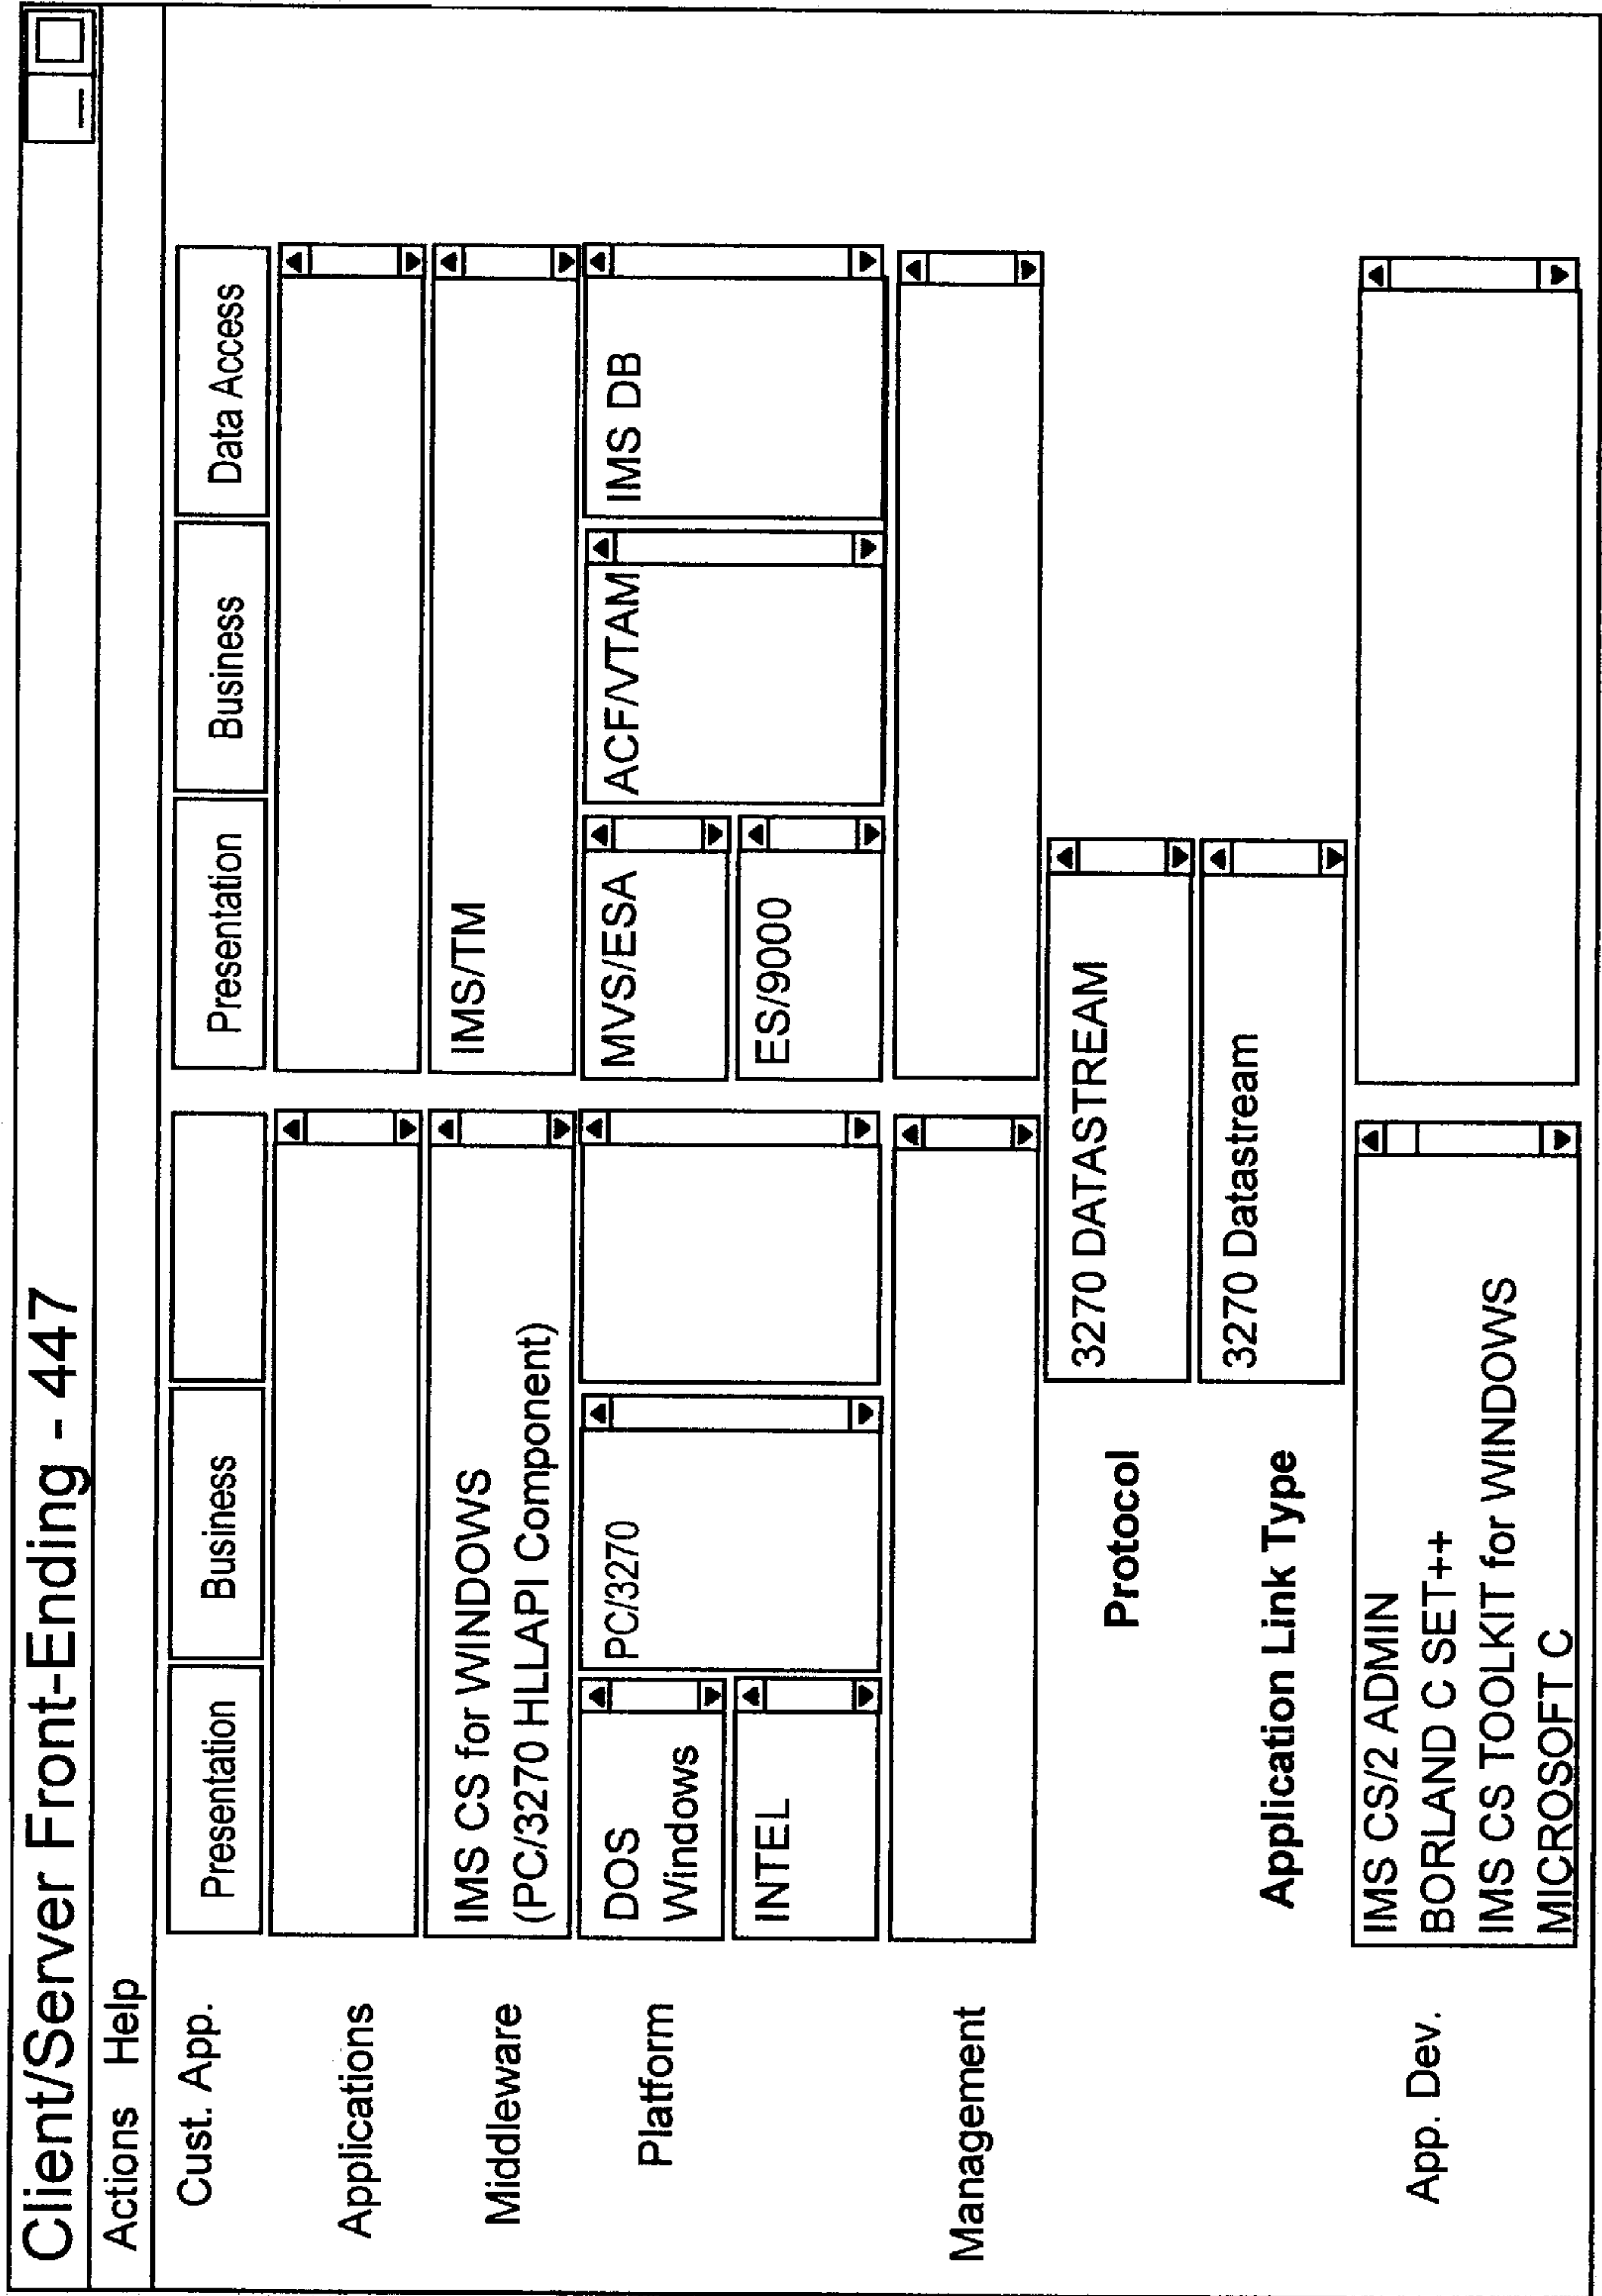 Client/Server Front-Ending - 447
Actions Help
Cust. App.
Presentation
Business
Presentation
Business
Data Access
Applications
Middleware
IMS CS for WINDOWS
(PC/3270 HLLAPI Component)
IMS/TM
Platform
DOS
Windows
INTEL
PC/3270
MVS/ESA
ES/9000
ACF/VTAM
IMS DB
Management
Protocol
3270 DATASTREAM
Application Link Type
3270 Datastream
App. Dev.
IMS CS/2 ADMIN
BORLAND C SET++
IMS CS TOOLKIT for WINDOWS
MICROSOFT C